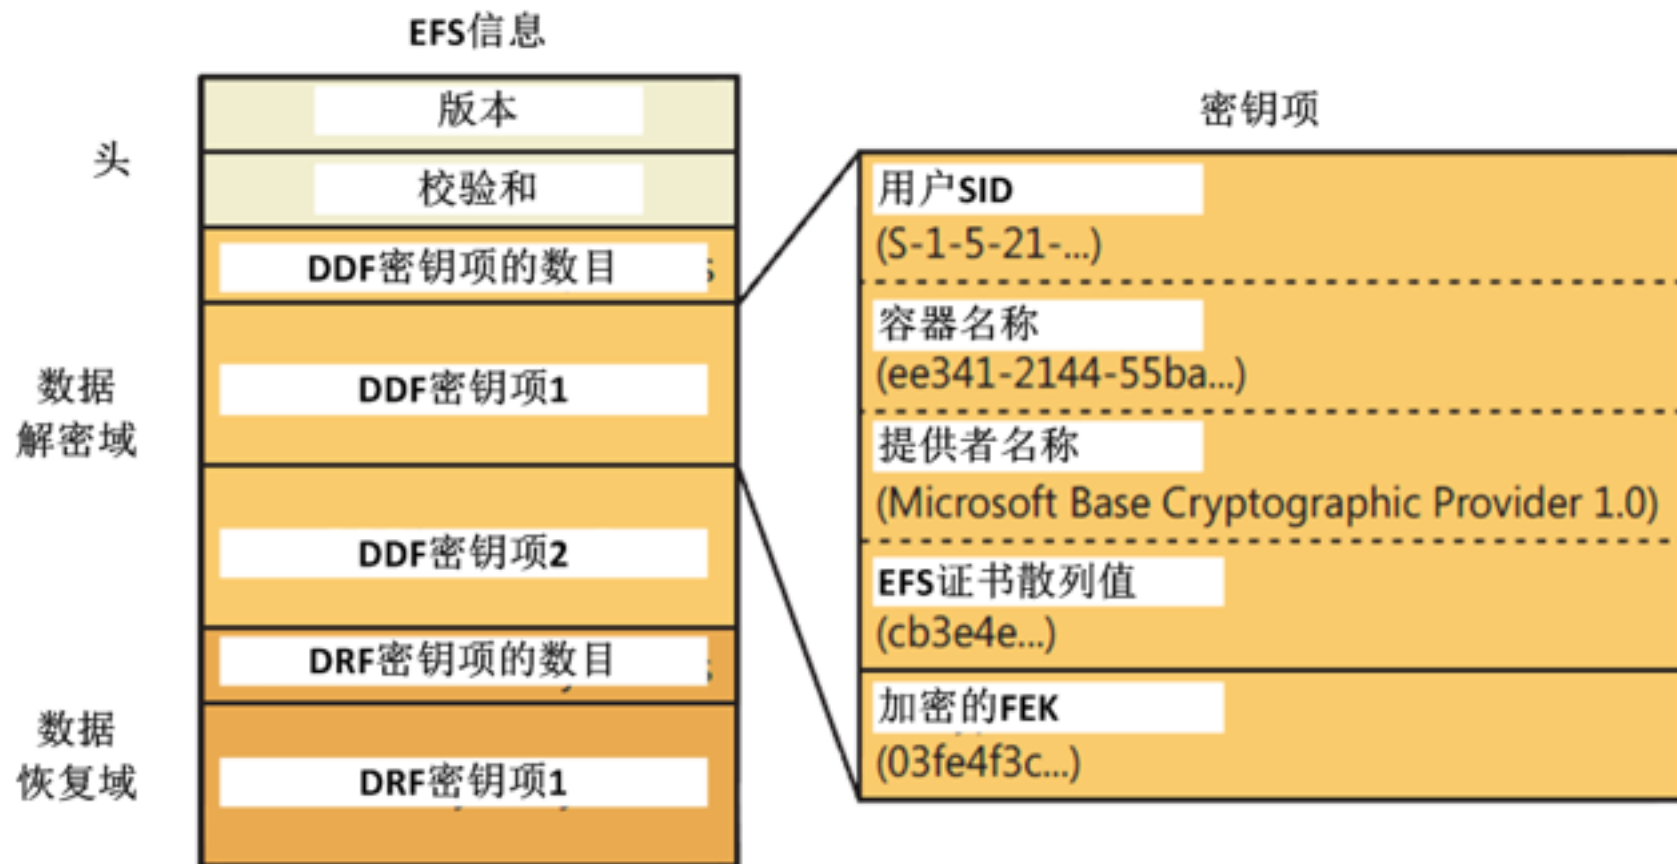 EFS信息
版本
校验和
头
DDF密钥项的数目
DDF密钥项1
DDF密钥项2
数据
解密域
DRF密钥项的数目
DRF密钥项1
数据
恢复域
密钥项
用户SID
(S-1-5-21-...)
容器名称
(ee341-2144-55ba...)
提供者名称
(Microsoft Base Cryptographic Provider 1.0)
EFS证书散列值
(cb3e4e...)
加密的FEK
(03fe4f3c...)